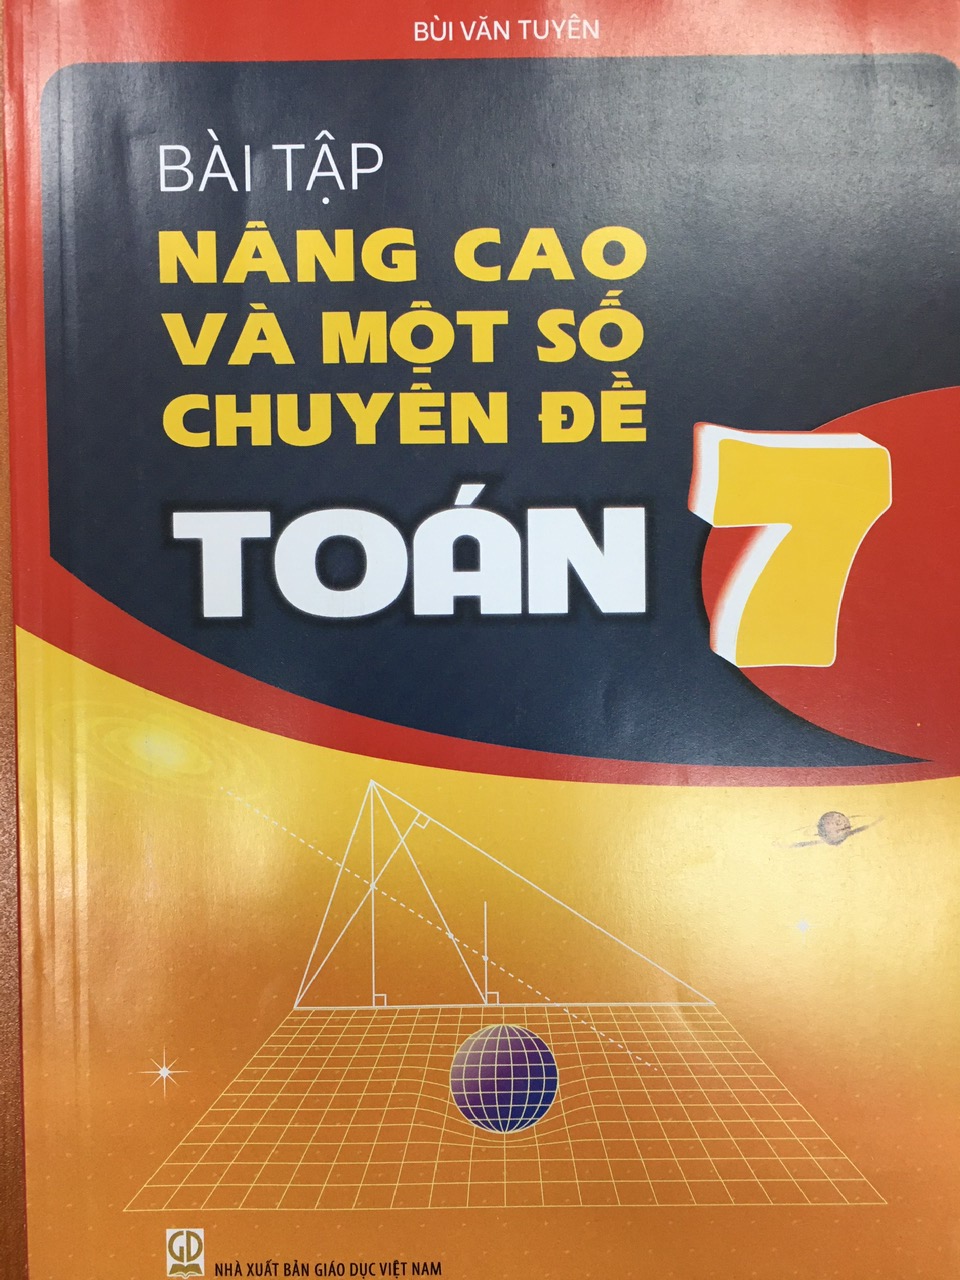 BÙI VĂN TUYÊN
BÀI TẬP
NÂNG CAO
VÀ MỘT SỐ
CHUYÊN ĐỀ
TOÁN 7
GD
NHÀ XUẤT BẢN GIÁO DỤC VIỆT NAM